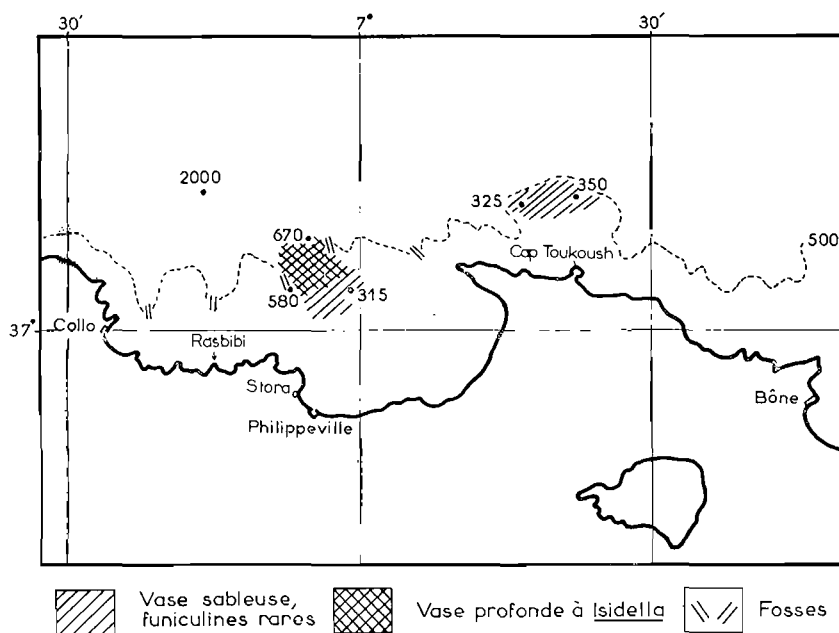 30′ 7° 30′
2000
350
325
670
Cap Toukoush
500
580
315
37°
Collo
Rasbibi
Stora
Bône
Philippeville
Vase sableuse,
funiculines rares
Vase profonde à Isidella
Fosses